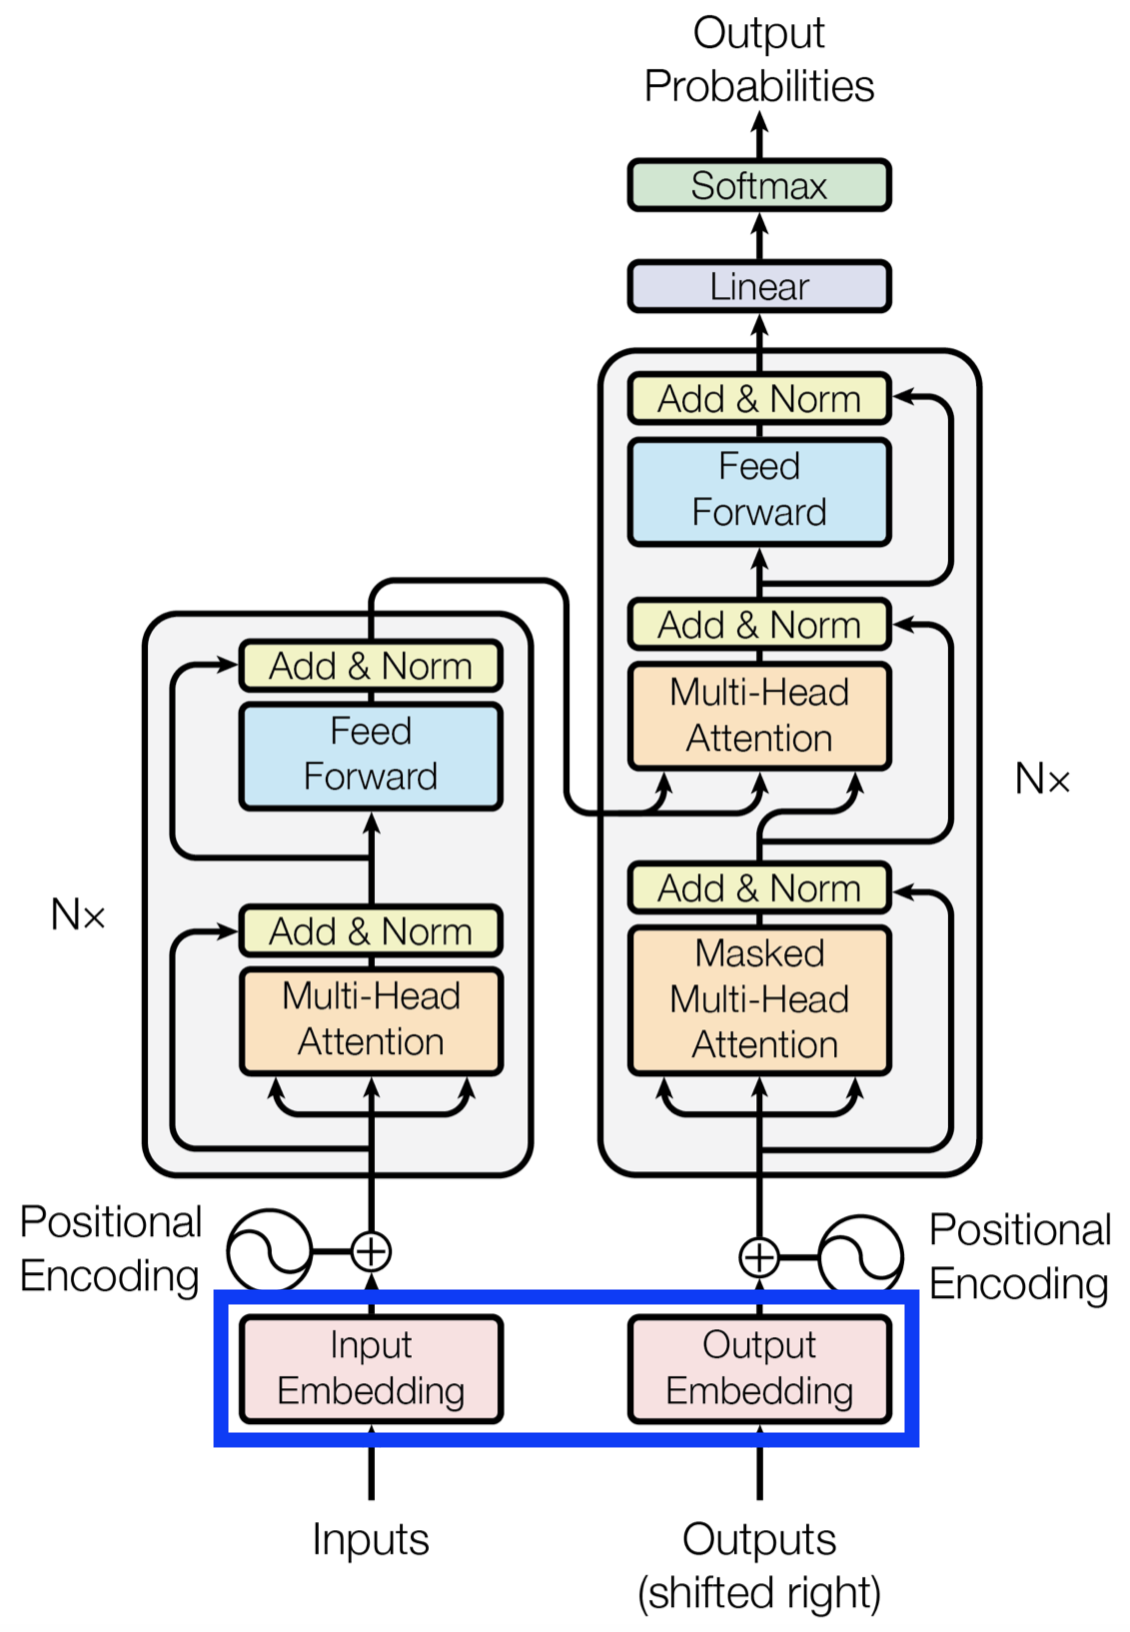 Output
Probabilities
Softmax
Linear
Add & Norm
Feed
Forward
Add & Norm
Multi-Head
Attention
Add & Norm
Masked
Multi-Head
Attention
N×
Add & Norm
Feed
Forward
Add & Norm
Multi-Head
Attention
N×
Positional
Encoding
Positional
Encoding
Input
Embedding
Output
Embedding
Inputs
Outputs
(shifted right)